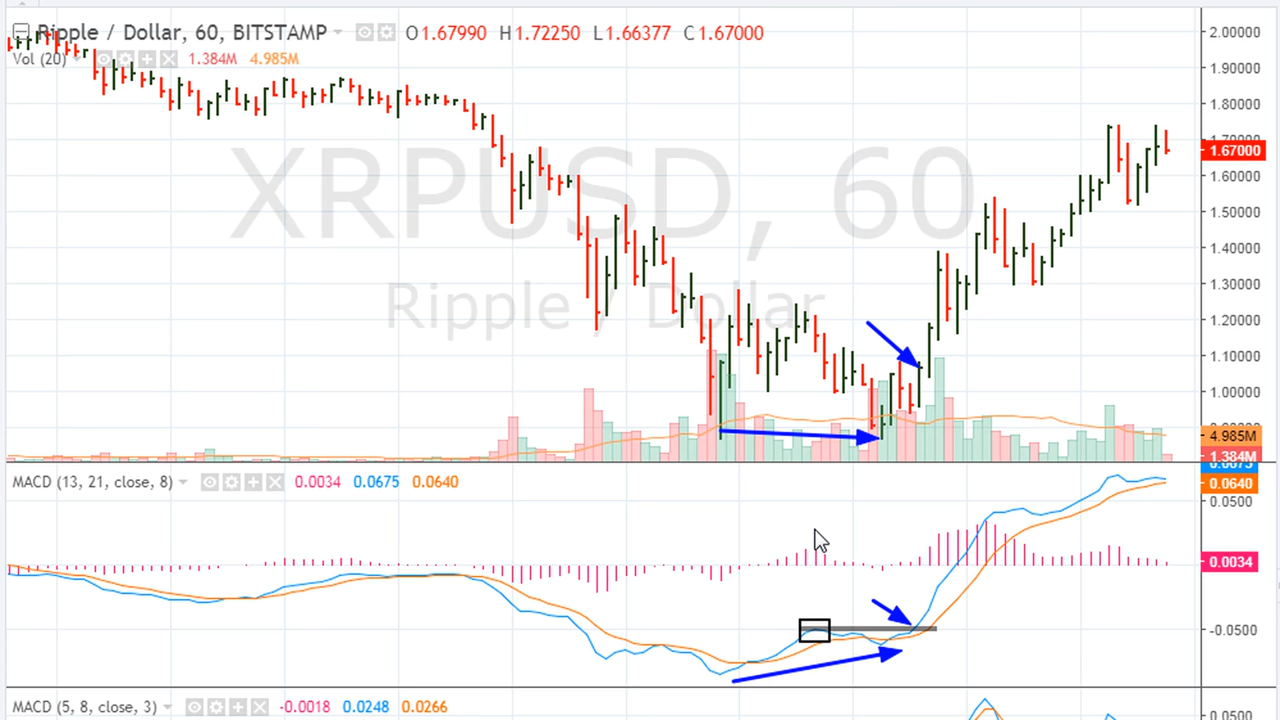 Ripple / Dollar, 60, BITSTAMP O1.67990 H1.72250 L1.66377 C1.67000
Vol (20) 1.384M 4.985M
XRPUSD, 60
Ripple / Dollar
2.00000
1.90000
1.80000
1.70000
1.67000
1.60000
1.50000
1.40000
1.30000
1.20000
1.10000
1.00000
4.985M
1.384M
MACD (13, 21, close, 8) 0.0034 0.0675 0.0640
0.0675
0.0640
0.0500
0.0034
-0.0500
MACD (5, 8, close, 3) -0.0018 0.0248 0.0266
0.0500